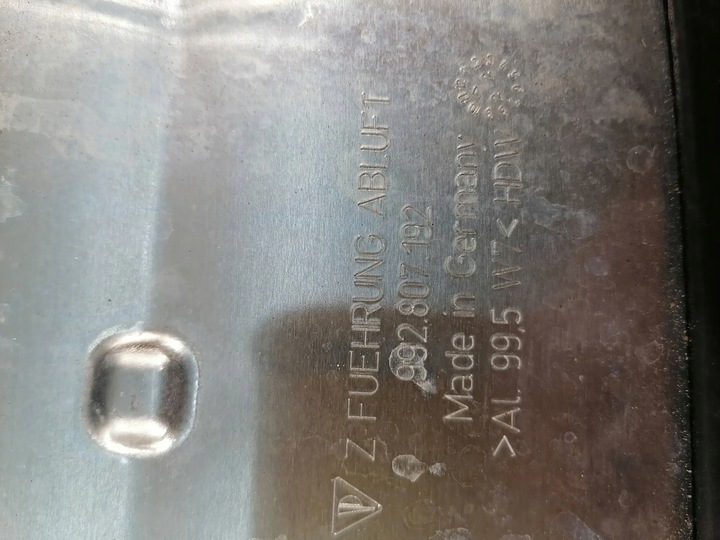 Z.FUEHRUNG ABLUFT
992.807.192
Made in Germany
>AL 99,5 W7< HDW